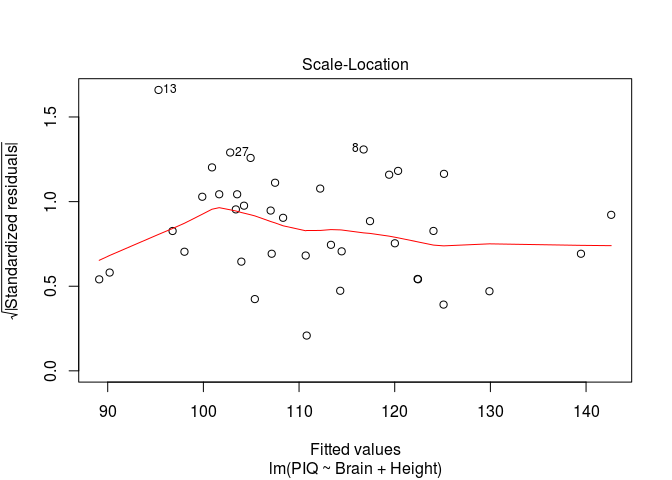 Scale-Location
√|Standardized residuals|
1.5
1.0
0.5
0.0
13
27
8
90 100 110 120 130 140
Fitted values
lm(PIQ ~ Brain + Height)